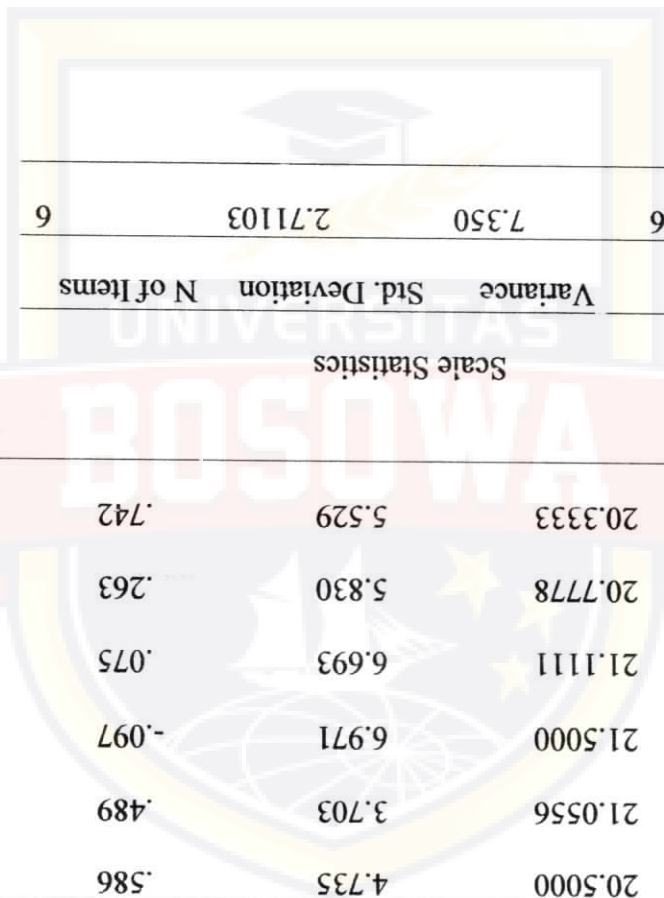 20.5000 4.735 .586
21.0556 3.703 .489
21.5000 6.971 -.097
21.1111 6.693 .075
20.7778 5.830 .263
20.3333 5.529 .742
Scale Statistics
Variance Std. Deviation N of Items
6 7.350 2.71103 6
UNIVERSITAS
BOSOWA